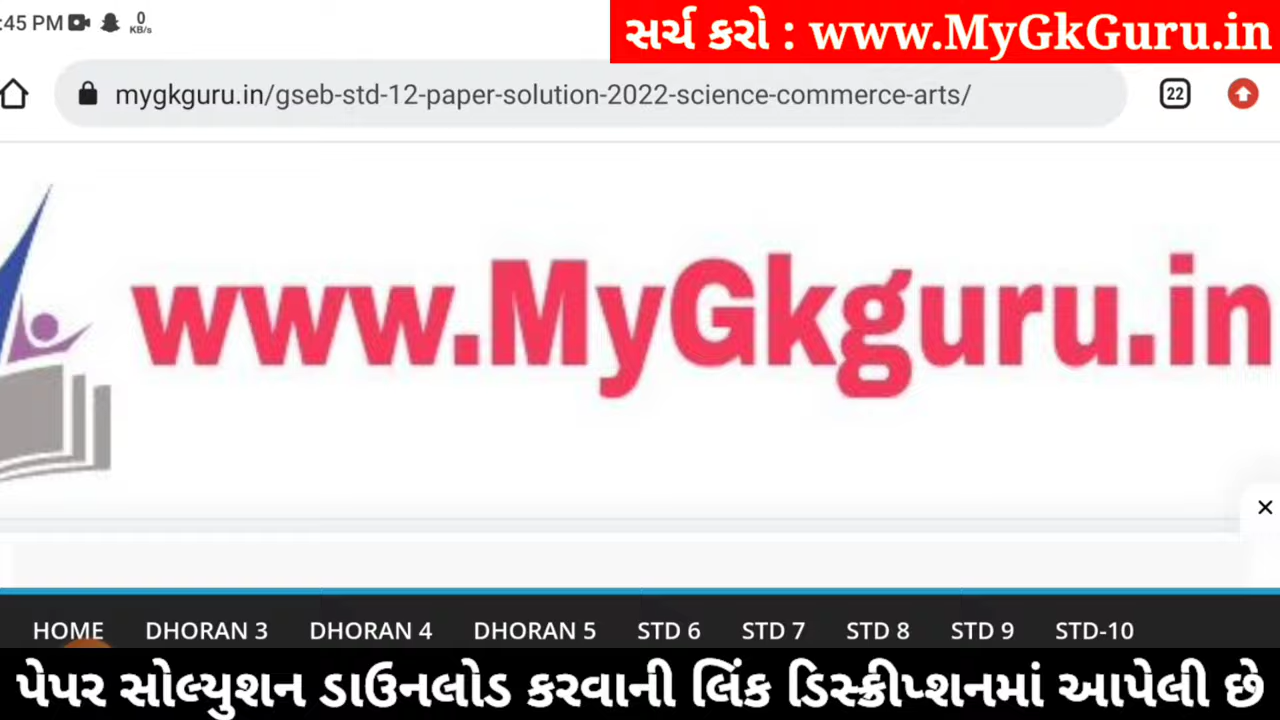 :45 PM 0 KB/s
સર્ચ કરો : www.MyGkGuru.in
mygkguru.in/gseb-std-12-paper-solution-2022-science-commerce-arts/ 22
www.MyGkguru.in
HOME DHORAN 3 DHORAN 4 DHORAN 5 STD 6 STD 7 STD 8 STD 9 STD-10
પેપર સોલ્યુશન ડાઉનલોડ કરવાની લિંક ડિસ્ક્રીપ્શનમાં આપેલી છે